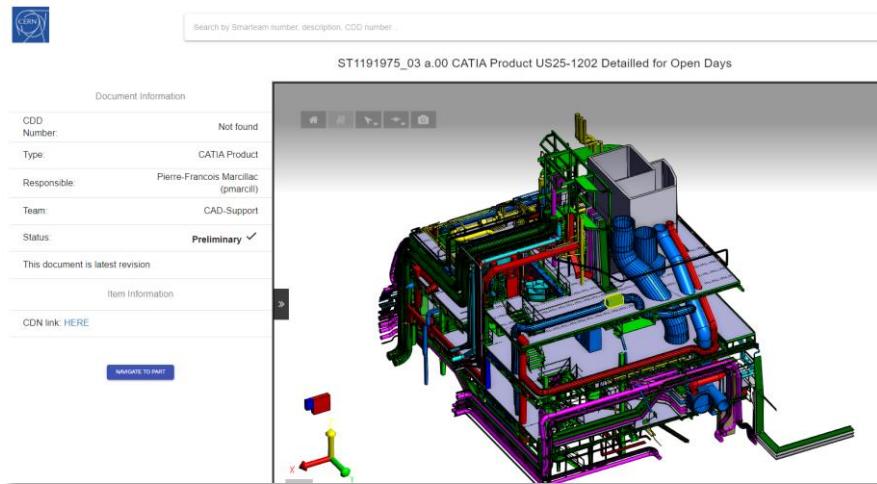 CERN
Search by Smarteam number, description, CDD number...
ST1191975_03 a.00 CATIA Product US25-1202 Detailled for Open Days
Document Information
CDD
Number:
Not found
Type:
CATIA Product
Responsible:
Pierre-Francois Marcillac
(pmarcill)
Team:
CAD-Support
Status:
Preliminary
This document is latest revision
Item Information
CDN link: HERE
NAVIGATE TO PART
X